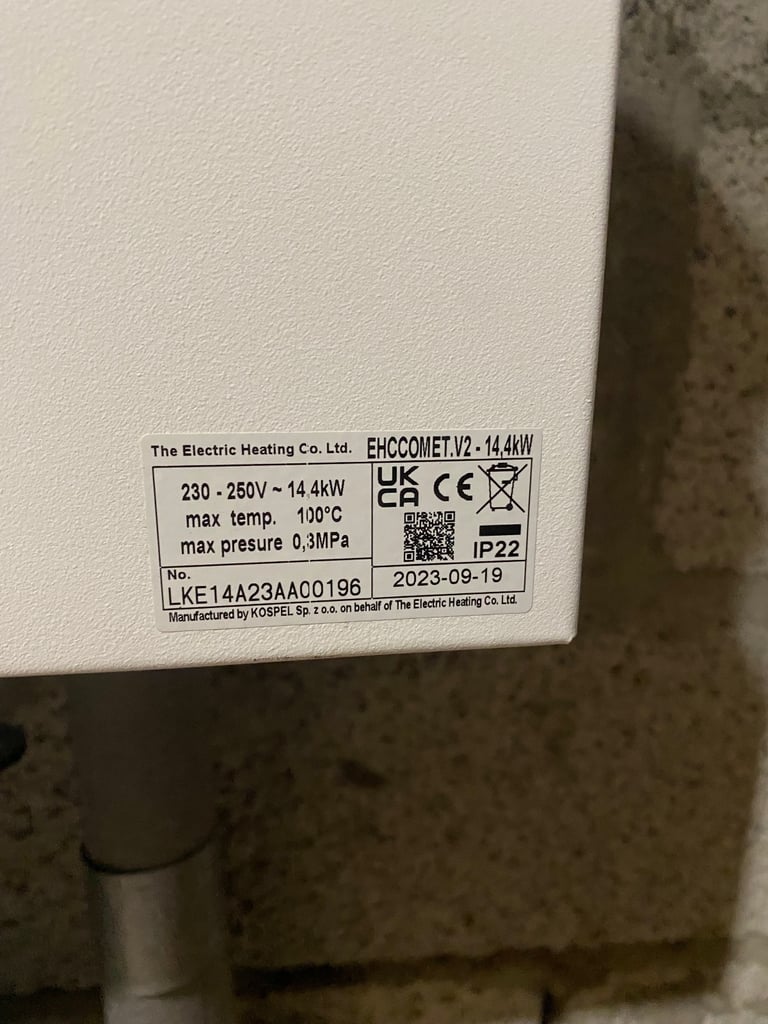 The Electric Heating Co. Ltd. EHCCOMET.V2 - 14,4kW
230 - 250V ~ 14,4kW
max temp. 100°C
max presure 0,3MPa
UK
CA CE
IP22
No.
LKE14A23AA00196
2023-09-19
Manufactured by KOSPEL Sp. z o.o. on behalf of The Electric Heating Co. Ltd.